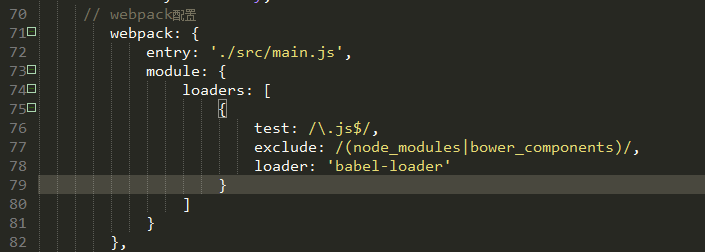 70 // webpack配置
71 webpack: {
72 entry: './src/main.js',
73 module: {
74 loaders: [
75 {
76 test: /\.js$/,
77 exclude: /(node_modules|bower_components)/,
78 loader: 'babel-loader'
79 }
80 ]
81 }
82 },